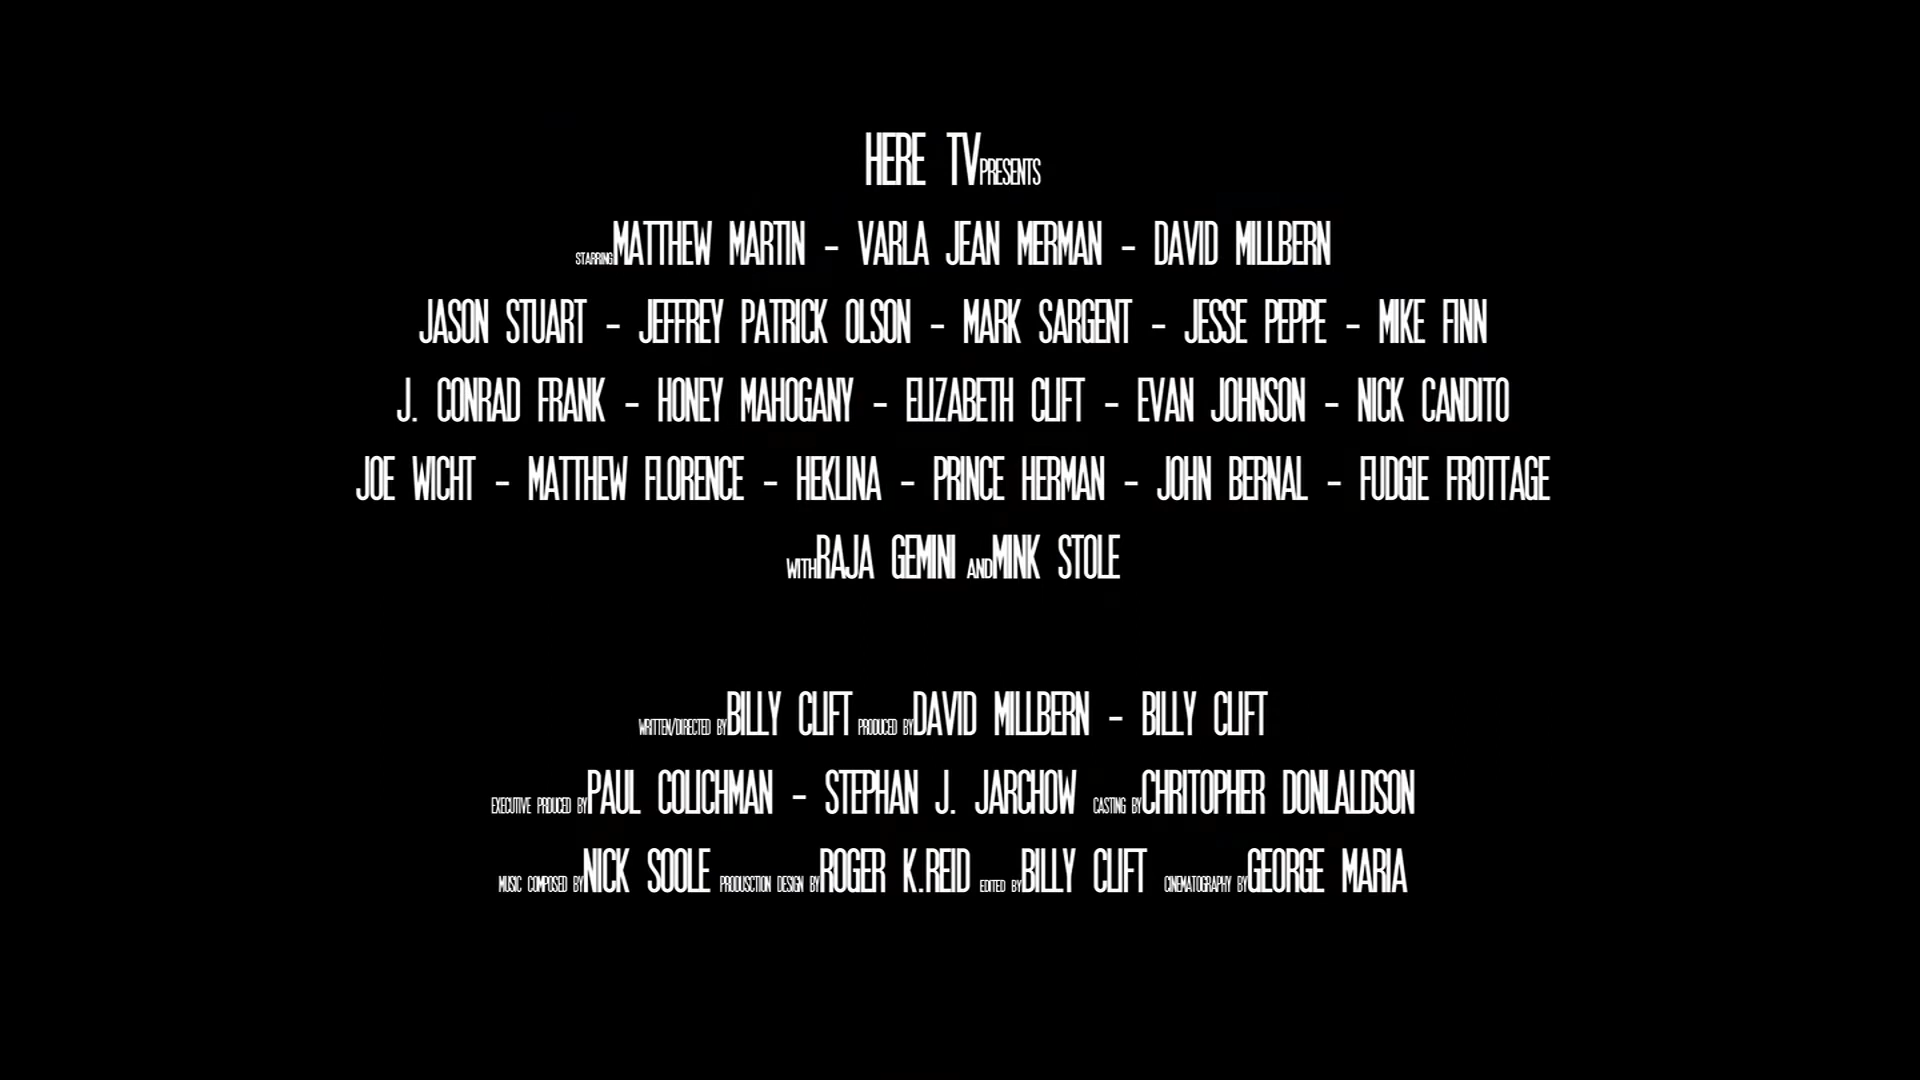 HERE TV PRESENTS
STARRING MATTHEW MARTIN - VARLA JEAN MERMAN - DAVID MILLBERN
JASON STUART - JEFFREY PATRICK OLSON - MARK SARGENT - JESSE PEPPE - MIKE FINN
J. CONRAD FRANK - HONEY MAHOGANY - ELIZABETH CLIFT - EVAN JOHNSON - NICK CANDITO
JOE WICHT - MATTHEW FLORENCE - HEKLINA - PRINCE HERMAN - JOHN BERNAL - FUDGIE FROTTAGE
WITH RAJA GEMINI AND MINK STOLE
WRITTEN/DIRECTED BY BILLY CLIFT PRODUCED BY DAVID MILLBERN - BILLY CLIFT
EXECUTIVE PRDUCED BY PAUL COLICHMAN - STEPHAN J. JARCHOW CASTING BY CHRITOPHER DONLALDSON
MUSIC COMPOSED BY NICK SOOLE PRODUSCTION DESIGN BY ROGER K.REID EDITED BY BILLY CLIFT CINEMATOGRAPHY BY GEORGE MARIA